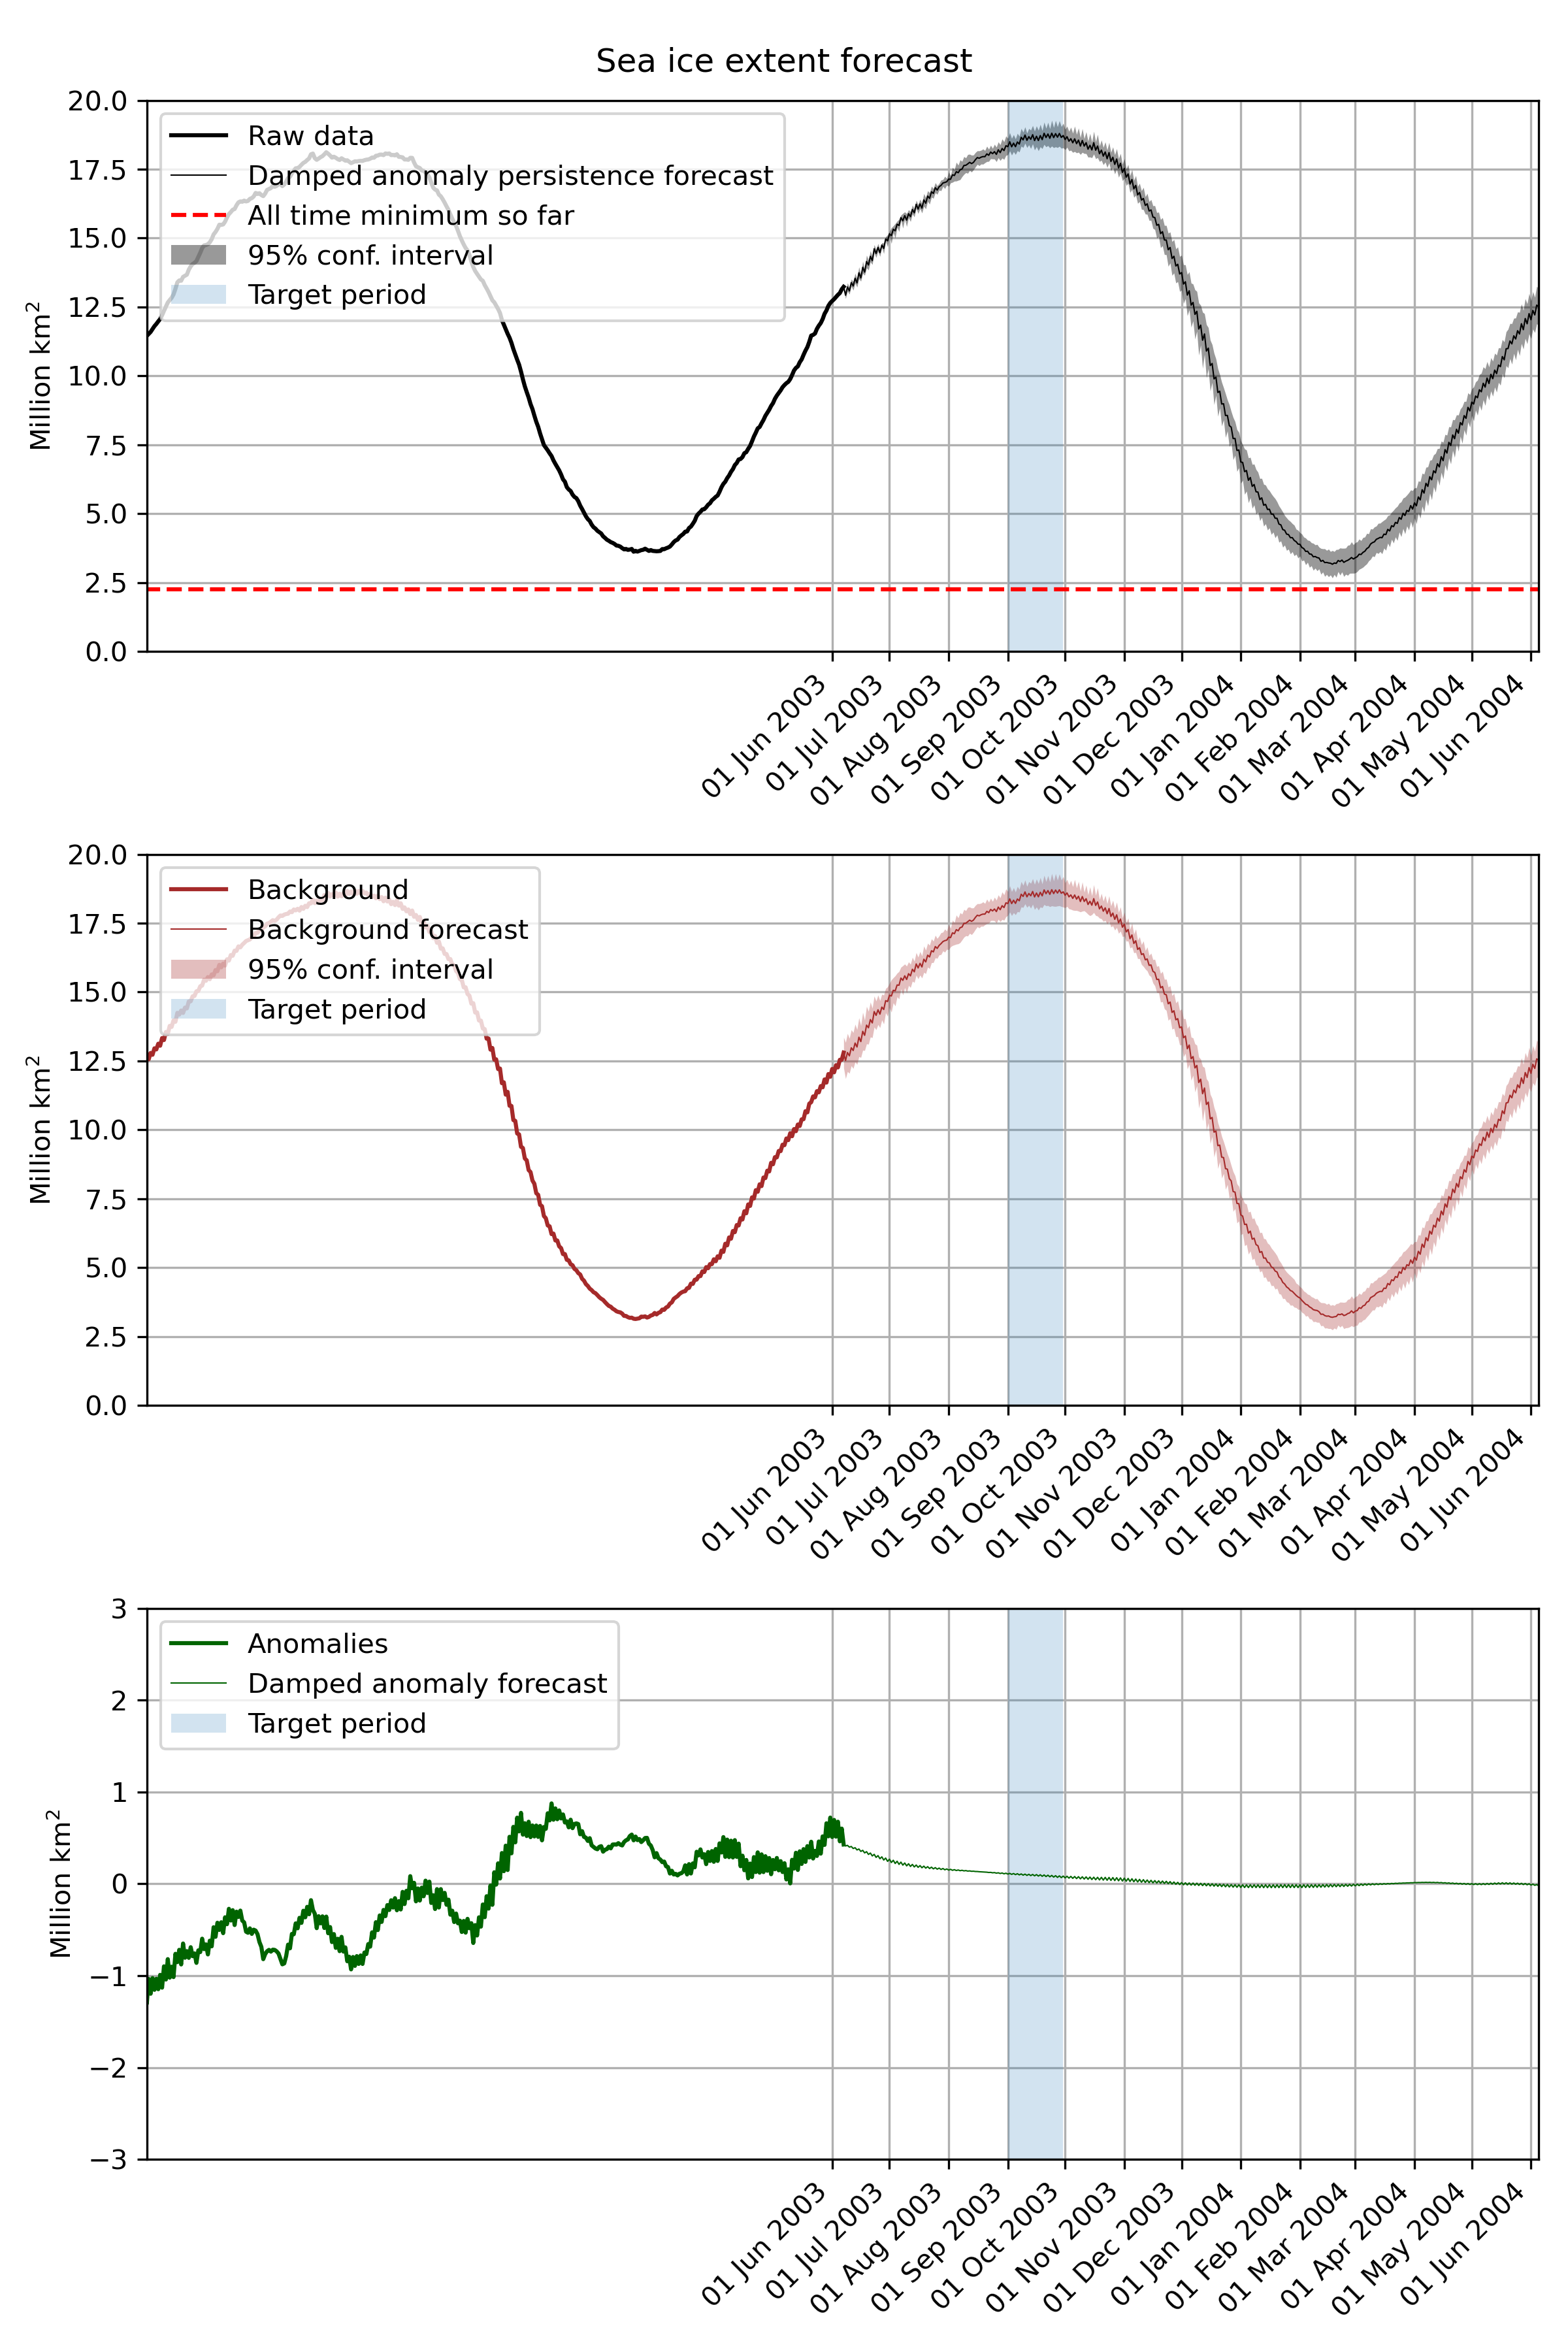 Sea ice extent forecast
20.0
17.5
15.0
12.5
10.0
7.5
5.0
2.5
0.0
Million km²
Raw data
Damped anomaly persistence forecast
All time minimum so far
95% conf. interval
Target period
01 Jun 2003
01 Jul 2003
01 Aug 2003
01 Sep 2003
01 Oct 2003
01 Nov 2003
01 Dec 2003
01 Jan 2004
01 Feb 2004
01 Mar 2004
01 Apr 2004
01 May 2004
01 Jun 2004
20.0
17.5
15.0
12.5
10.0
7.5
5.0
2.5
0.0
Million km²
Background
Background forecast
95% conf. interval
Target period
01 Jun 2003
01 Jul 2003
01 Aug 2003
01 Sep 2003
01 Oct 2003
01 Nov 2003
01 Dec 2003
01 Jan 2004
01 Feb 2004
01 Mar 2004
01 Apr 2004
01 May 2004
01 Jun 2004
3
2
1
0
−1
−2
−3
Million km²
Anomalies
Damped anomaly forecast
Target period
01 Jun 2003
01 Jul 2003
01 Aug 2003
01 Sep 2003
01 Oct 2003
01 Nov 2003
01 Dec 2003
01 Jan 2004
01 Feb 2004
01 Mar 2004
01 Apr 2004
01 May 2004
01 Jun 2004